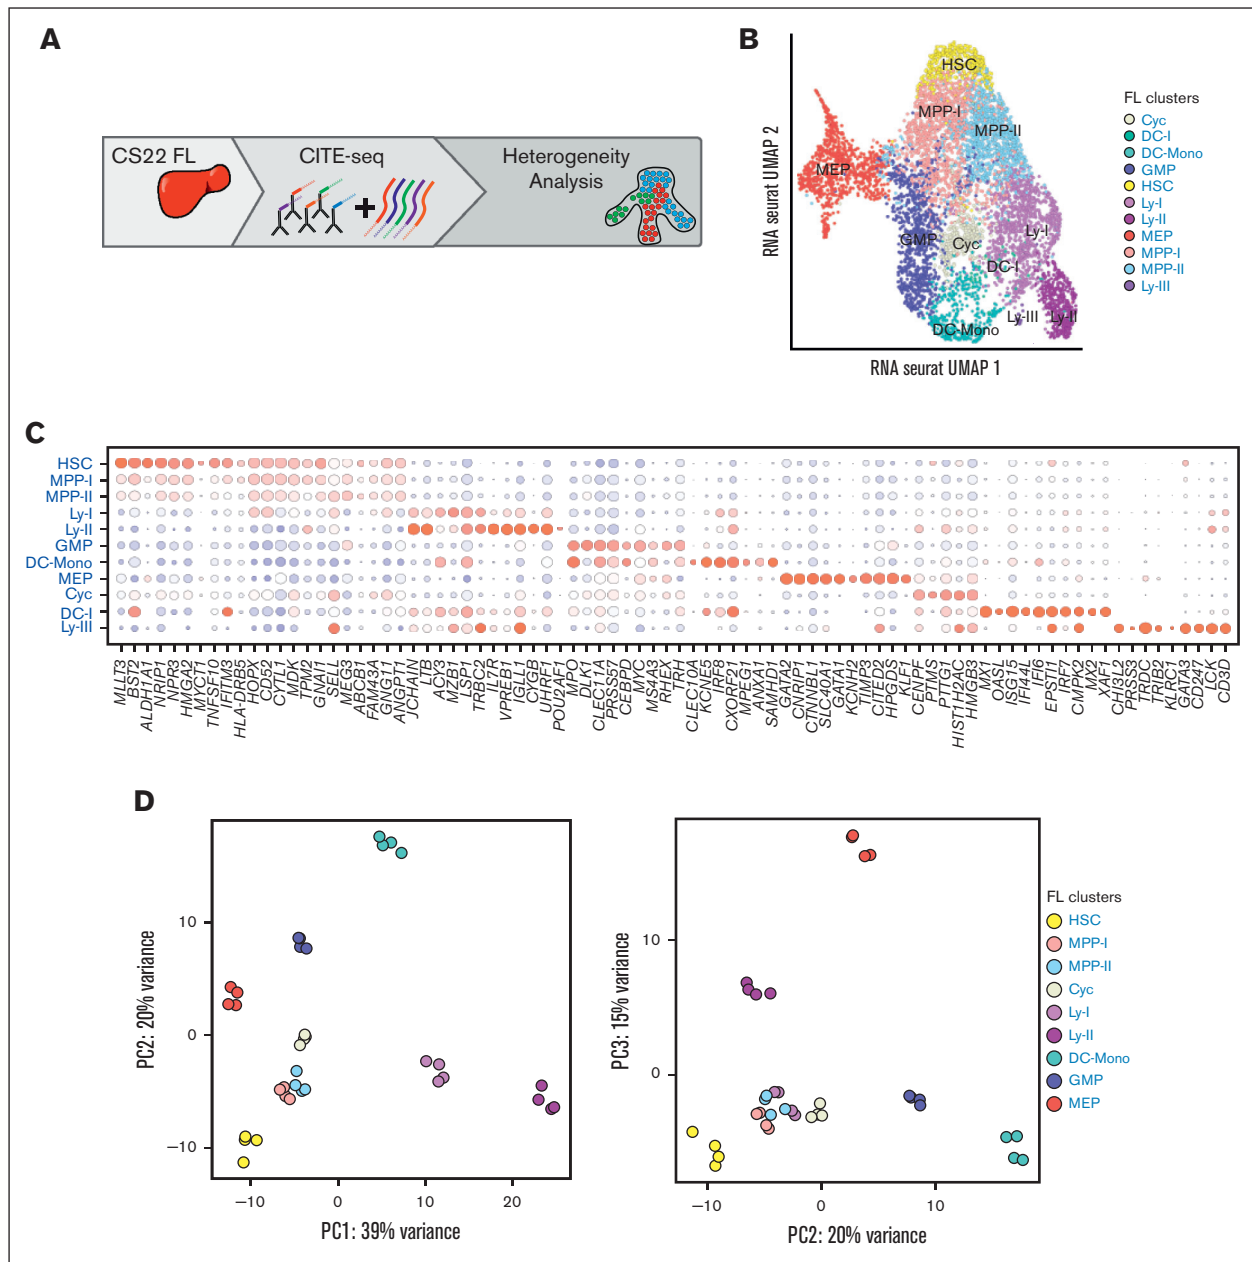 A
CS22 FL
CITE-seq
Heterogeneity
Analysis
B
RNA seurat UMAP 2
HSC
MPP-I
MPP-II
MEP
GMP
Cyc
Ly-I
DC-I
Ly-III
Ly-II
DC-Mono
RNA seurat UMAP 1
FL clusters
Cyc
DC-I
DC-Mono
GMP
HSC
Ly-I
Ly-II
MEP
MPP-I
MPP-II
Ly-III
C
HSC
MPP-I
MPP-II
Ly-I
Ly-II
GMP
DC-Mono
MEP
Cyc
DC-I
Ly-III
MLLT3
BST2
ALDH1A1
NRIP1
NPR3
HMGA2
MYCT1
TNFSF10
IFITM3
HLA-DRB5
HOPX
CD52
CYTL1
MDK
TPM2
GNAI1
SELL
MEG3
ABCB1
FAM43A
GNG11
ANGPT1
JCHAIN
LTB
ACY3
MZB1
LSP1
TRBC2
IL7R
VPREB1
IGLL1
CYGB
UHRF1
POU2AF1
MPO
DLK1
CLEC11A
PRSS57
CEBPD
MYC
MS4A3
RHEX
TRH
CLEC10A
KCNE5
IRF8
CXORF21
MPEG1
ANXA1
SAMHD1
GATA2
CNRIP1
CTNNBL1
SLC40A1
GATA1
KCNH2
TIMP3
CITED2
HPGDS
KLF1
CENPF
PTMS
PTTG1
HIST1H2AC
HMGB3
MX1
OASL
ISG15
IFI44L
IFI6
EPSTI1
IRF7
CMPK2
MX2
XAF1
CHI3L2
PRSS3
TRDC
TRIB2
KLRC1
GATA3
CD247
LCK
CD3D
D
PC2: 20% variance
10
0
−10
−10
0
10
20
PC1: 39% variance
PC3: 15% variance
10
0
−10
0
10
PC2: 20% variance
FL clusters
HSC
MPP-I
MPP-II
Cyc
Ly-I
Ly-II
DC-Mono
GMP
MEP